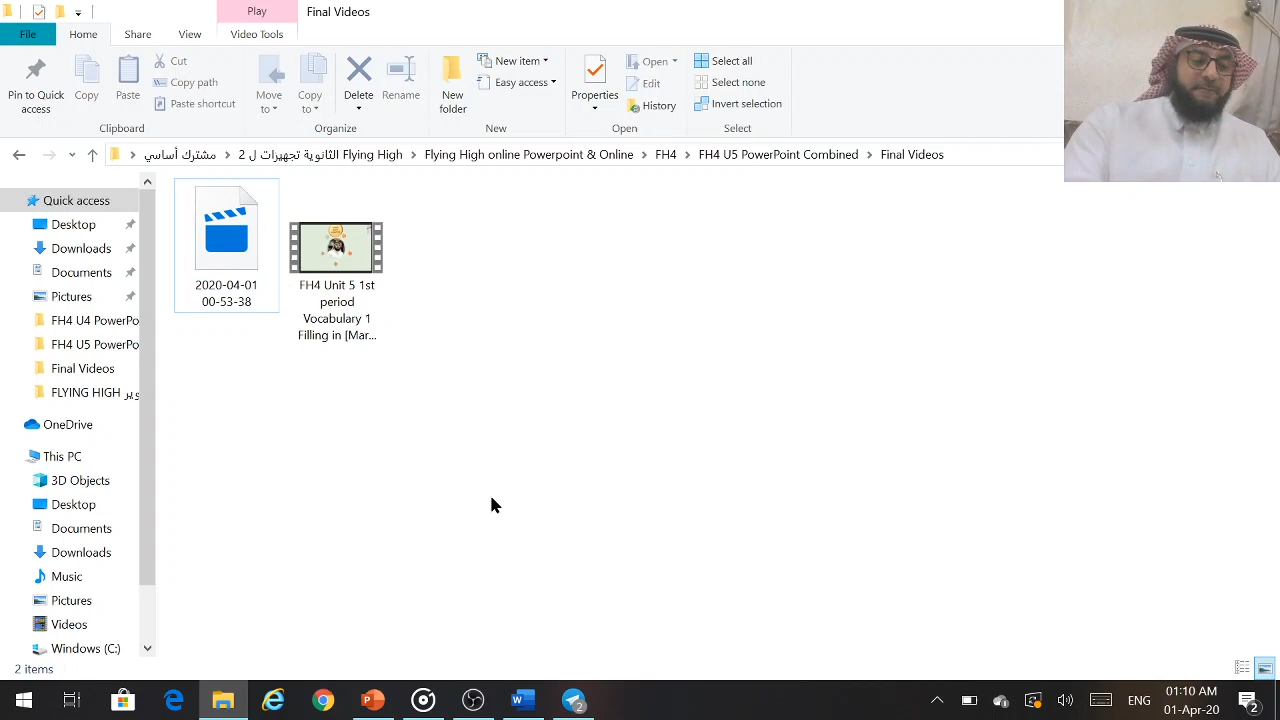 Play
Final Videos
File
Home
Share
View
Video Tools
Pin to Quick access
Copy
Paste
Cut
Copy path
Paste shortcut
Clipboard
Move to
Copy to
Delete
Rename
Organize
New folder
New item
Easy access
New
Properties
Open
Edit
History
Open
Select all
Select none
Invert selection
Select
مشترك أساسي
2 الثانوية تجهيزات ل Flying High
Flying High online Powerpoint & Online
FH4
FH4 U5 PowerPoint Combined
Final Videos
Quick access
Desktop
Downloads
Documents
Pictures
FH4 U4 PowerPo
FH4 U5 PowerPo
Final Videos
FLYING HIGH وير
OneDrive
This PC
3D Objects
Desktop
Documents
Downloads
Music
Pictures
Videos
Windows (C:)
2020-04-01
00-53-38
FH4 Unit 5 1st
period
Vocabulary 1
Filling in [Mar...
2 items
2
ENG
01:10 AM
01-Apr-20
2